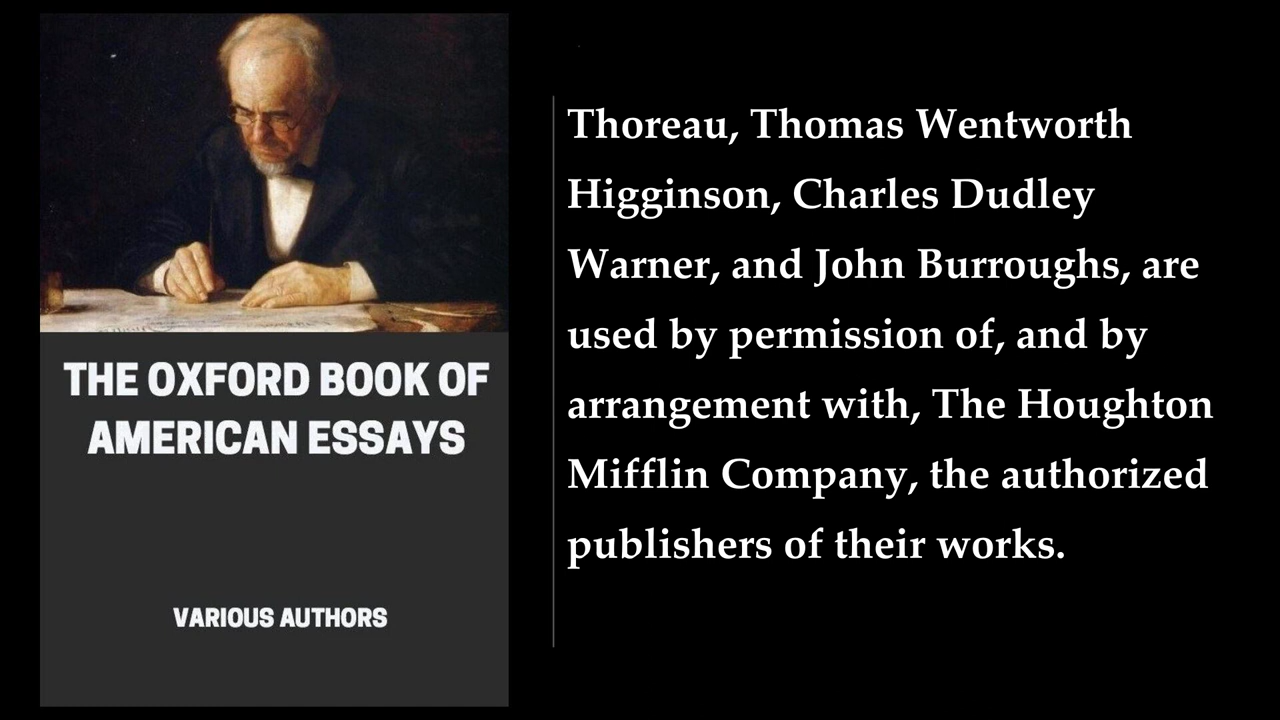 THE OXFORD BOOK OF
AMERICAN ESSAYS
VARIOUS AUTHORS
Thoreau, Thomas Wentworth
Higginson, Charles Dudley
Warner, and John Burroughs, are
used by permission of, and by
arrangement with, The Houghton
Mifflin Company, the authorized
publishers of their works.